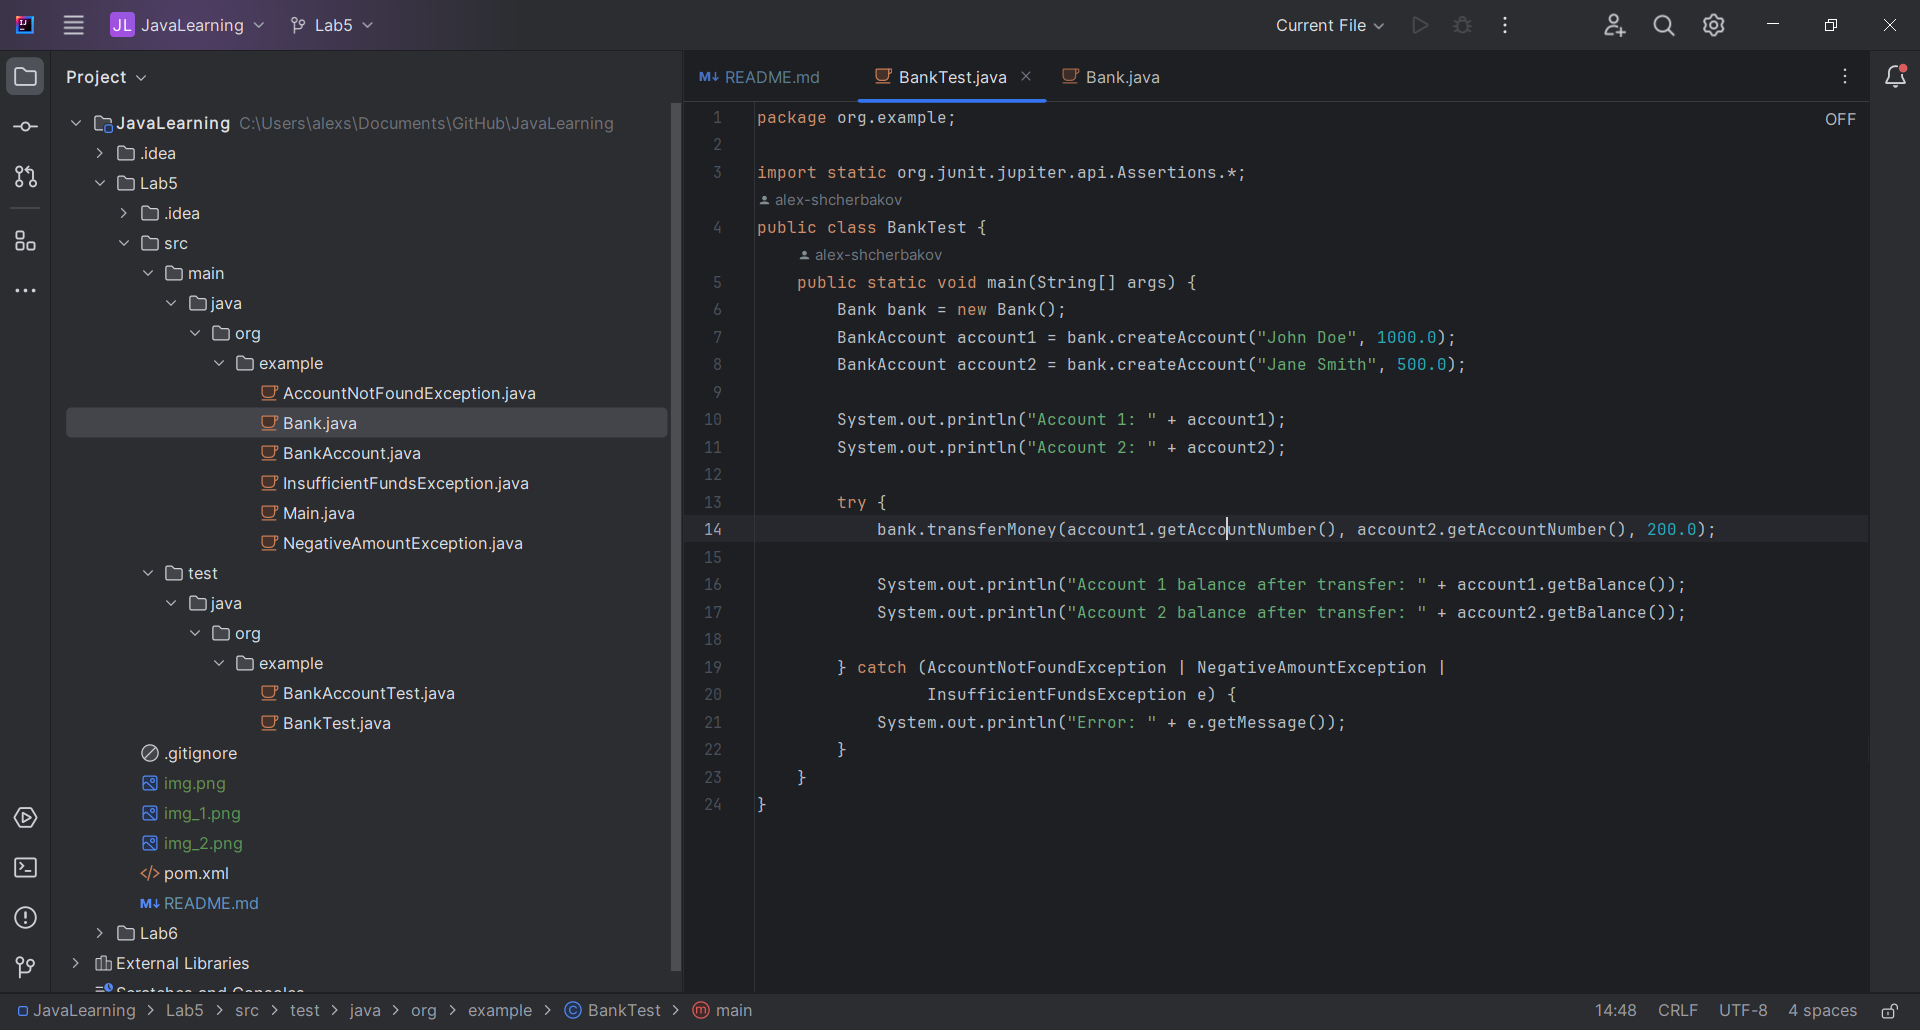 JL JavaLearning Lab5 Current File
Project
README.md BankTest.java Bank.java
JavaLearning C:\Users\alexs\Documents\GitHub\JavaLearning
.idea
Lab5
.idea
src
main
java
org
example
AccountNotFoundException.java
Bank.java
BankAccount.java
InsufficientFundsException.java
Main.java
NegativeAmountException.java
test
java
org
example
BankAccountTest.java
BankTest.java
.gitignore
img.png
img_1.png
img_2.png
pom.xml
README.md
Lab6
External Libraries
Scratches and Consoles
OFF
1 package org.example;
2
3 import static org.junit.jupiter.api.Assertions.*;
alex-shcherbakov
4 public class BankTest {
alex-shcherbakov
5 public static void main(String[] args) {
6 Bank bank = new Bank();
7 BankAccount account1 = bank.createAccount("John Doe", 1000.0);
8 BankAccount account2 = bank.createAccount("Jane Smith", 500.0);
9
10 System.out.println("Account 1: " + account1);
11 System.out.println("Account 2: " + account2);
12
13 try {
14 bank.transferMoney(account1.getAccountNumber(), account2.getAccountNumber(), 200.0);
15
16 System.out.println("Account 1 balance after transfer: " + account1.getBalance());
17 System.out.println("Account 2 balance after transfer: " + account2.getBalance());
18
19 } catch (AccountNotFoundException | NegativeAmountException |
20 InsufficientFundsException e) {
21 System.out.println("Error: " + e.getMessage());
22 }
23 }
24 }
JavaLearning > Lab5 > src > test > java > org > example > BankTest > main 14:48 CRLF UTF-8 4 spaces